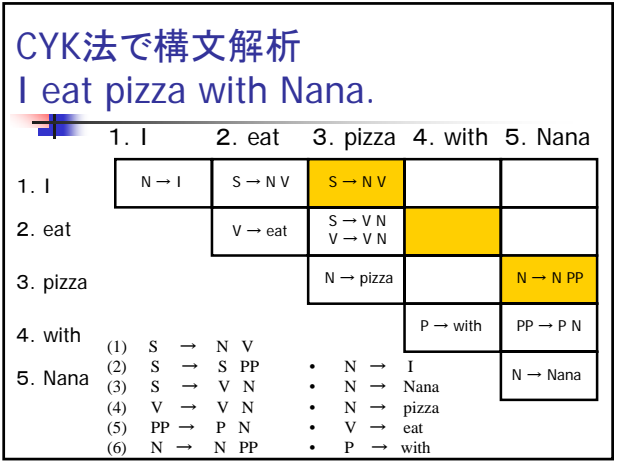 CYK法で構文解析
I eat pizza with Nana.
1. I 2. eat 3. pizza 4. with 5. Nana
1. I N → I S → N V S → N V
2. eat V → eat S → V N
V → V N
3. pizza N → pizza N → N PP
4. with P → with PP → P N
5. Nana N → Nana
(1) S → N V
(2) S → S PP • N → I
(3) S → V N • N → Nana
(4) V → V N • N → pizza
(5) PP → P N • V → eat
(6) N → N PP • P → with